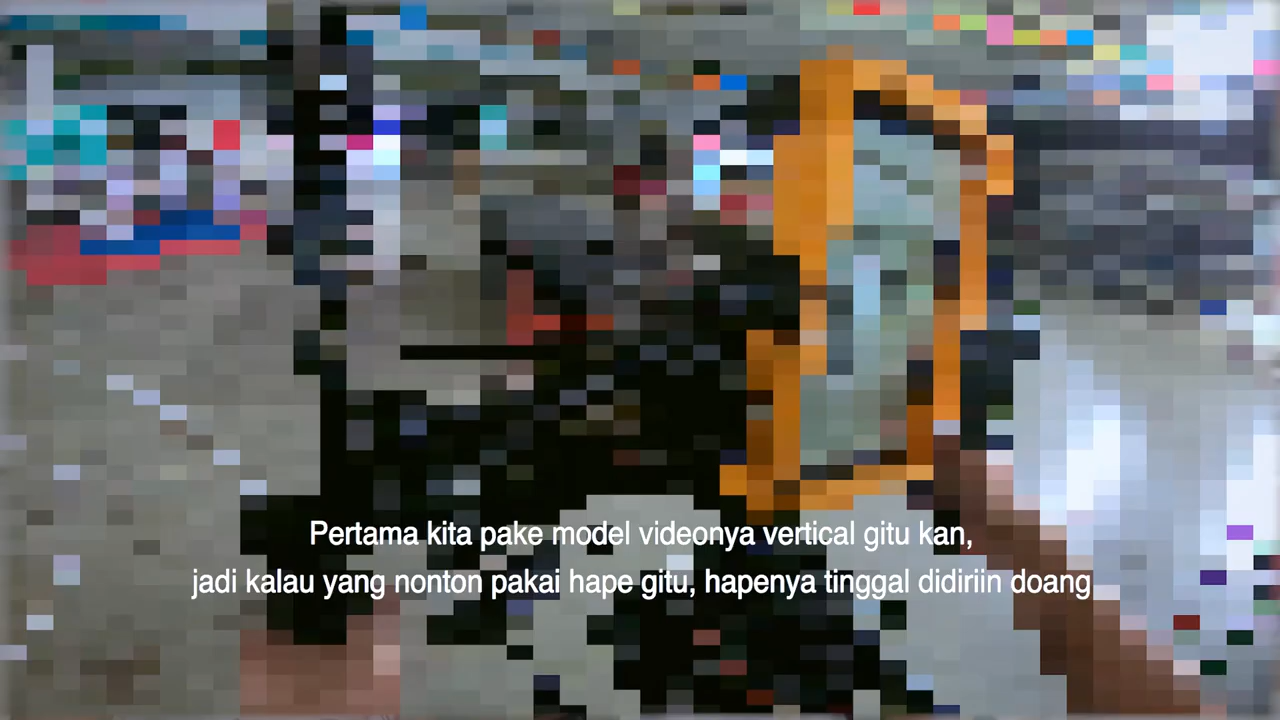 Pertama kita pake model videonya vertical gitu kan,
jadi kalau yang nonton pakai hape gitu, hapenya tinggal didiriin doang